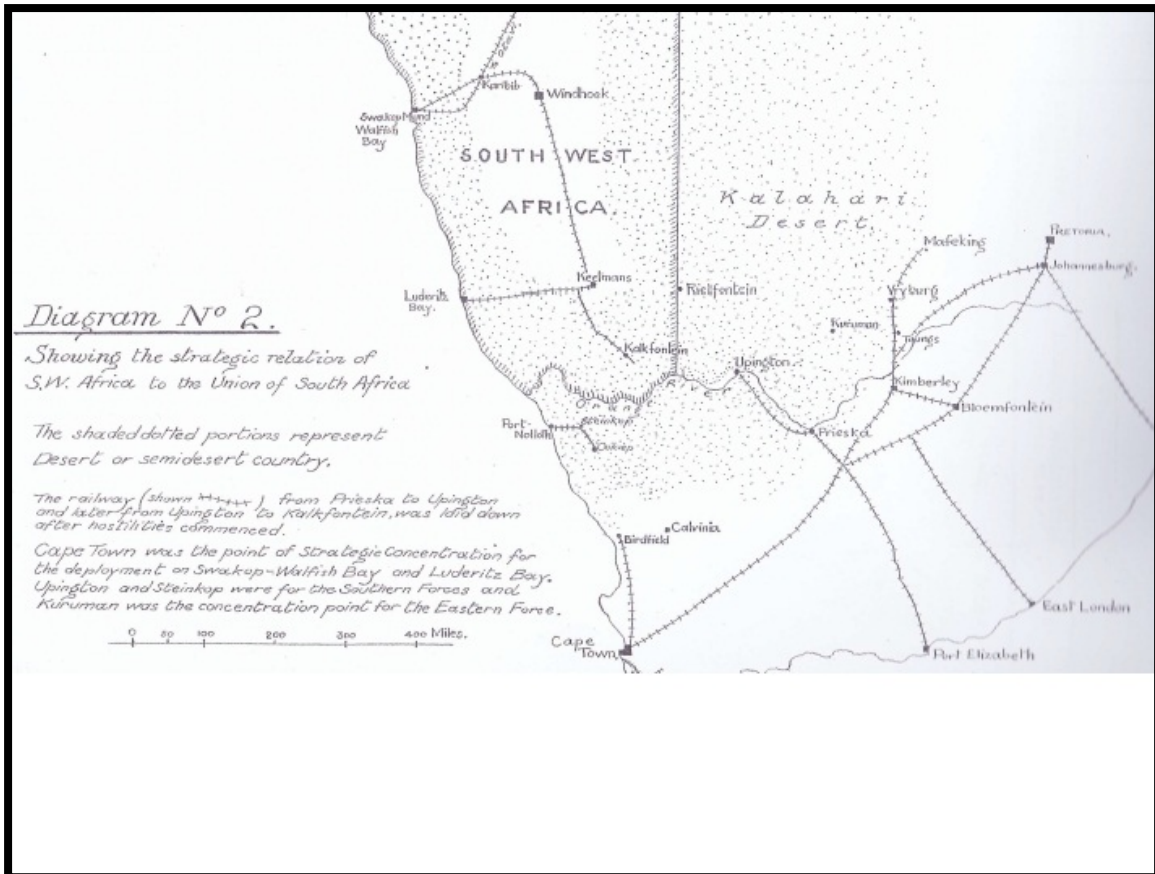 Karibib
Windhoek
Swakop Mund
Walfish
Bay
SOUTH WEST
AFRICA.
Kalahari
Desert.
PRETORIA.
Mafeking
Johannesburg.
Keelmans
Rietfontein
Vryburg
Luderitz
Bay.
Diagram No 2.
Kuruman
Taungs
Showing the strategic relation of
S.W. Africa to the Union of South Africa
Kalkfontein
Upington
River
Kimberley
Bloemfontein
Port-
Nolloth
Steinkop
Prieska
Ookiep
The shaded dotted portions represent
Desert or semidesert country.
The railway (shown ) from Prieska to Upington
and later from Upington to Kalkfontein, was laid down
after hostilities commenced.
Calvinia
Birdfield
Cape Town was the point of Strategic Concentration for
the deployment on Swakop-Walfish Bay and Luderitz Bay.
Upington and Steinkop were for the Southern Forces and
Kuruman was the concentration point for the Eastern Force.
East London
0 50 100 200 300 400 Miles.
Cape
Town
Port Elizabeth